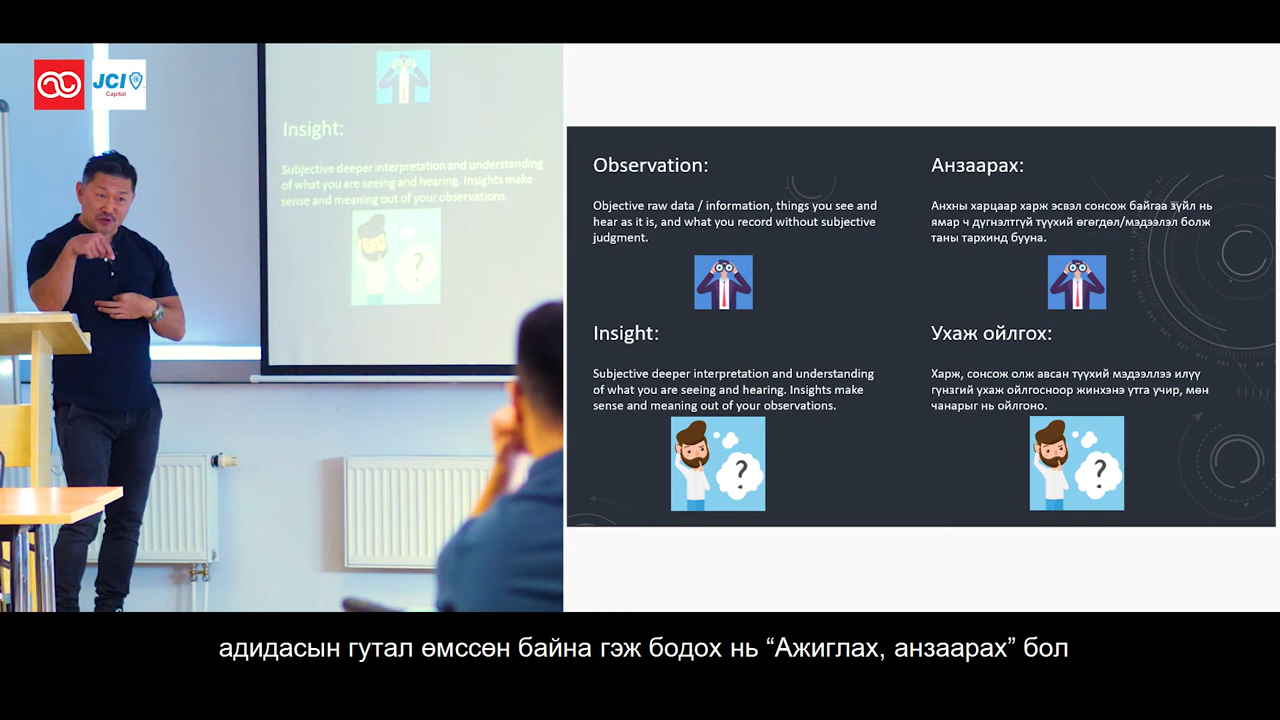 JCI
Capital
Insight:
Subjective deeper interpretation and understanding
of what you are seeing and hearing. Insights make
sense and meaning out of your observations.
?
Observation:
Objective raw data / information, things you see and
hear as it is, and what you record without subjective
judgment.
Insight:
Subjective deeper interpretation and understanding
of what you are seeing and hearing. Insights make
sense and meaning out of your observations.
?
Анзаарах:
Анхны харцаар харж эсвэл сонсож байгаа зүйл нь
ямар ч дүгнэлтгүй түүхий өгөгдөл/мэдээлэл болж
таны тархинд бууна.
Ухаж ойлгох:
Харж, сонсож олж авсан түүхий мэдээллээ илүү
гүнзгий ухаж ойлгосноор жинхэнэ утга учир, мөн
чанарыг нь ойлгоно.
?
адидасын гутал өмссөн байна гэж бодох нь “Ажиглах, анзаарах” бол